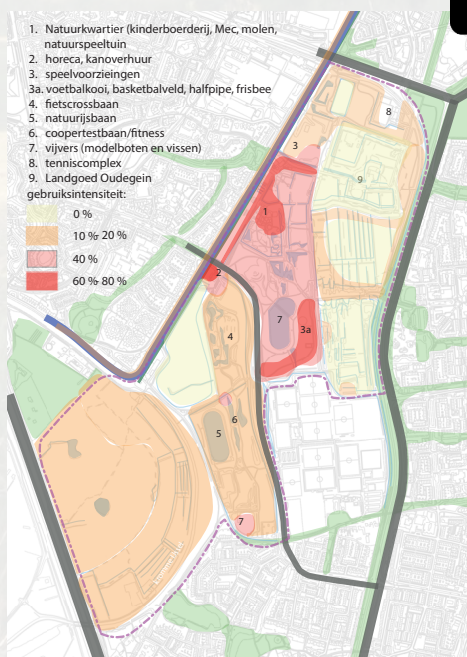 1. Natuurkwartier (kinderboerderij, Mec, molen,
natuurspeeltuin
2. horeca, kanoverhuur
3. speelvoorzieingen
3a. voetbalkooi, basketbalveld, halfpipe, frisbee
4. fietscrossbaan
5. natuurijsbaan
6. coopertestbaan/fitness
7. vijvers (modelboten en vissen)
8. tenniscomplex
9. Landgoed Oudegein
gebruiksintensiteit:
0 %
10 % - 20 %
40 %
60 % - 80 %
8
3
9
1
2
7
3a
4
6
5
7